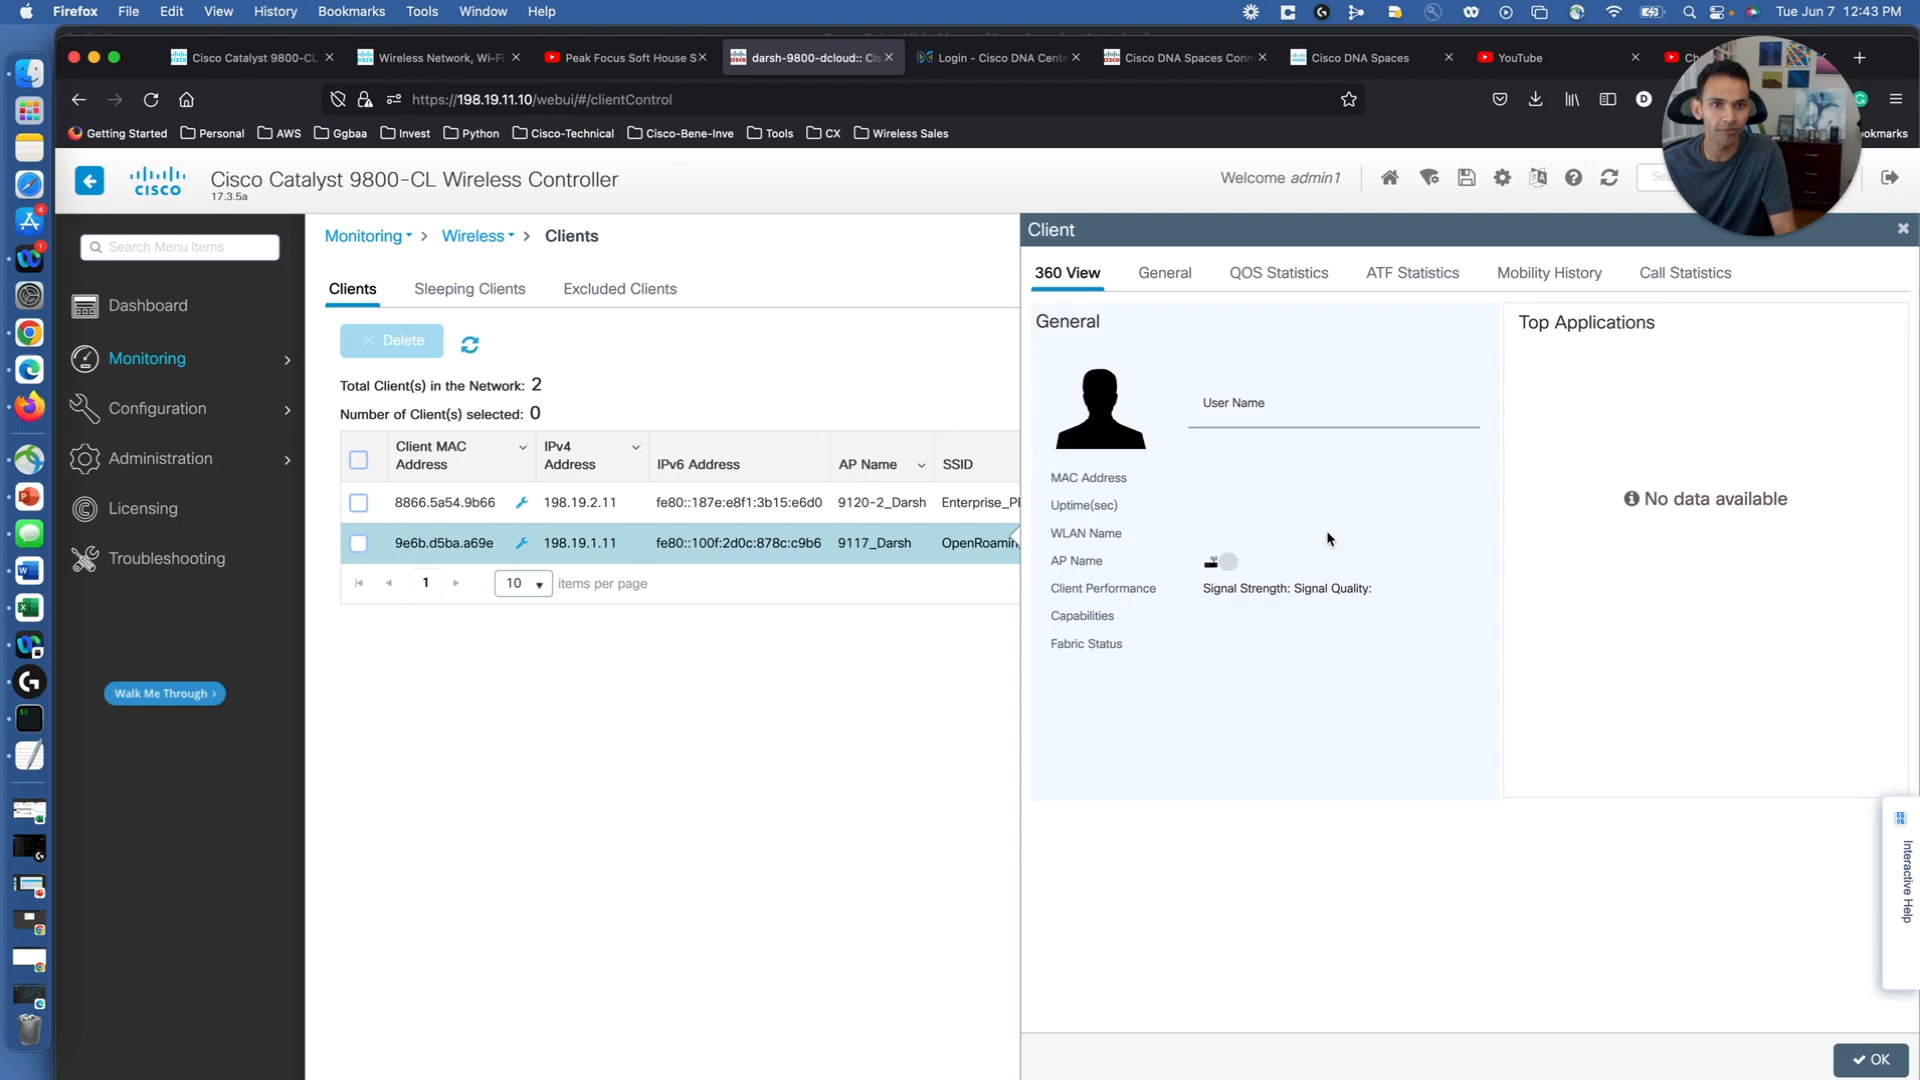 Firefox File Edit View History Bookmarks Tools Window Help
Tue Jun 7 12:43 PM
Cisco Catalyst 9800-CL
Wireless Network, Wi-Fi
Peak Focus Soft House S
darsh-9800-dcloud:: Cis
Login - Cisco DNA Cente
Cisco DNA Spaces Conn
Cisco DNA Spaces
YouTube
https://198.19.11.10/webui/#/clientControl
D
Getting Started Personal AWS Ggbaa Invest Python Cisco-Technical Cisco-Bene-Inve Tools CX Wireless Sales
okmarks
cisco
Cisco Catalyst 9800-CL Wireless Controller
17.3.5a
Welcome admin1
Search Menu Items
Dashboard
Monitoring
Configuration
Administration
Licensing
Troubleshooting
Walk Me Through >
Monitoring > Wireless > Clients
Clients Sleeping Clients Excluded Clients
Delete
Total Client(s) in the Network: 2
Number of Client(s) selected: 0
Client MAC Address IPv4 Address IPv6 Address AP Name SSID
8866.5a54.9b66 198.19.2.11 fe80::187e:e8f1:3b15:e6d0 9120-2_Darsh Enterprise_P
9e6b.d5ba.a69e 198.19.1.11 fe80::100f:2d0c:878c:c9b6 9117_Darsh OpenRoamin
1 10 items per page
Client
360 View General QOS Statistics ATF Statistics Mobility History Call Statistics
General
User Name
MAC Address
Uptime(sec)
WLAN Name
AP Name
Client Performance Signal Strength: Signal Quality:
Capabilities
Fabric Status
Top Applications
No data available
Interactive Help
OK